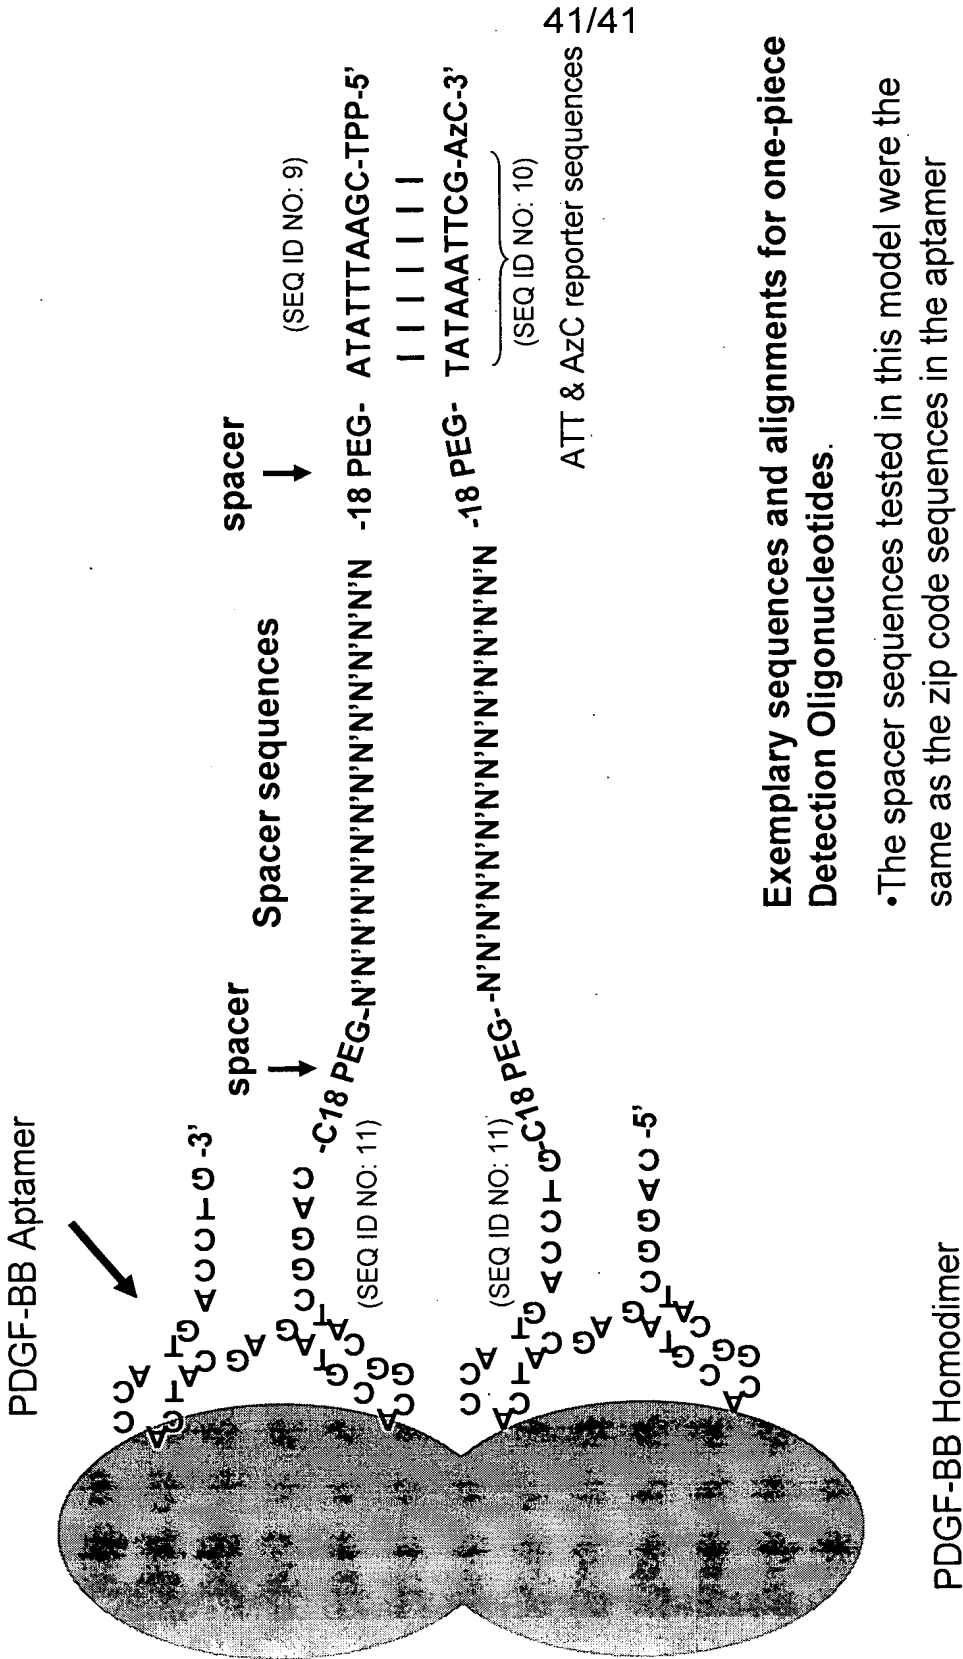 41/41
PDGF-BB Aptamer
spacer
Spacer sequences
spacer
(SEQ ID NO: 9)
A C C T G -3'
C A G G C
-C18 PEG-N'N'N'N'N'N'N'N'N'N'N'N'N'N'N -18 PEG- ATATTTAAGC-TPP-5'
(SEQ ID NO: 11)
(SEQ ID NO: 11)
A C C T G-C18 PEG--N'N'N'N'N'N'N'N'N'N'N'N'N'N'N -18 PEG- TATAAATTCG-AzC-3'
C G G A C -5'
(SEQ ID NO: 10)
ATT & AzC reporter sequences
PDGF-BB Homodimer
Exemplary sequences and alignments for one-piece
Detection Oligonucleotides.
•The spacer sequences tested in this model were the
same as the zip code sequences in the aptamer